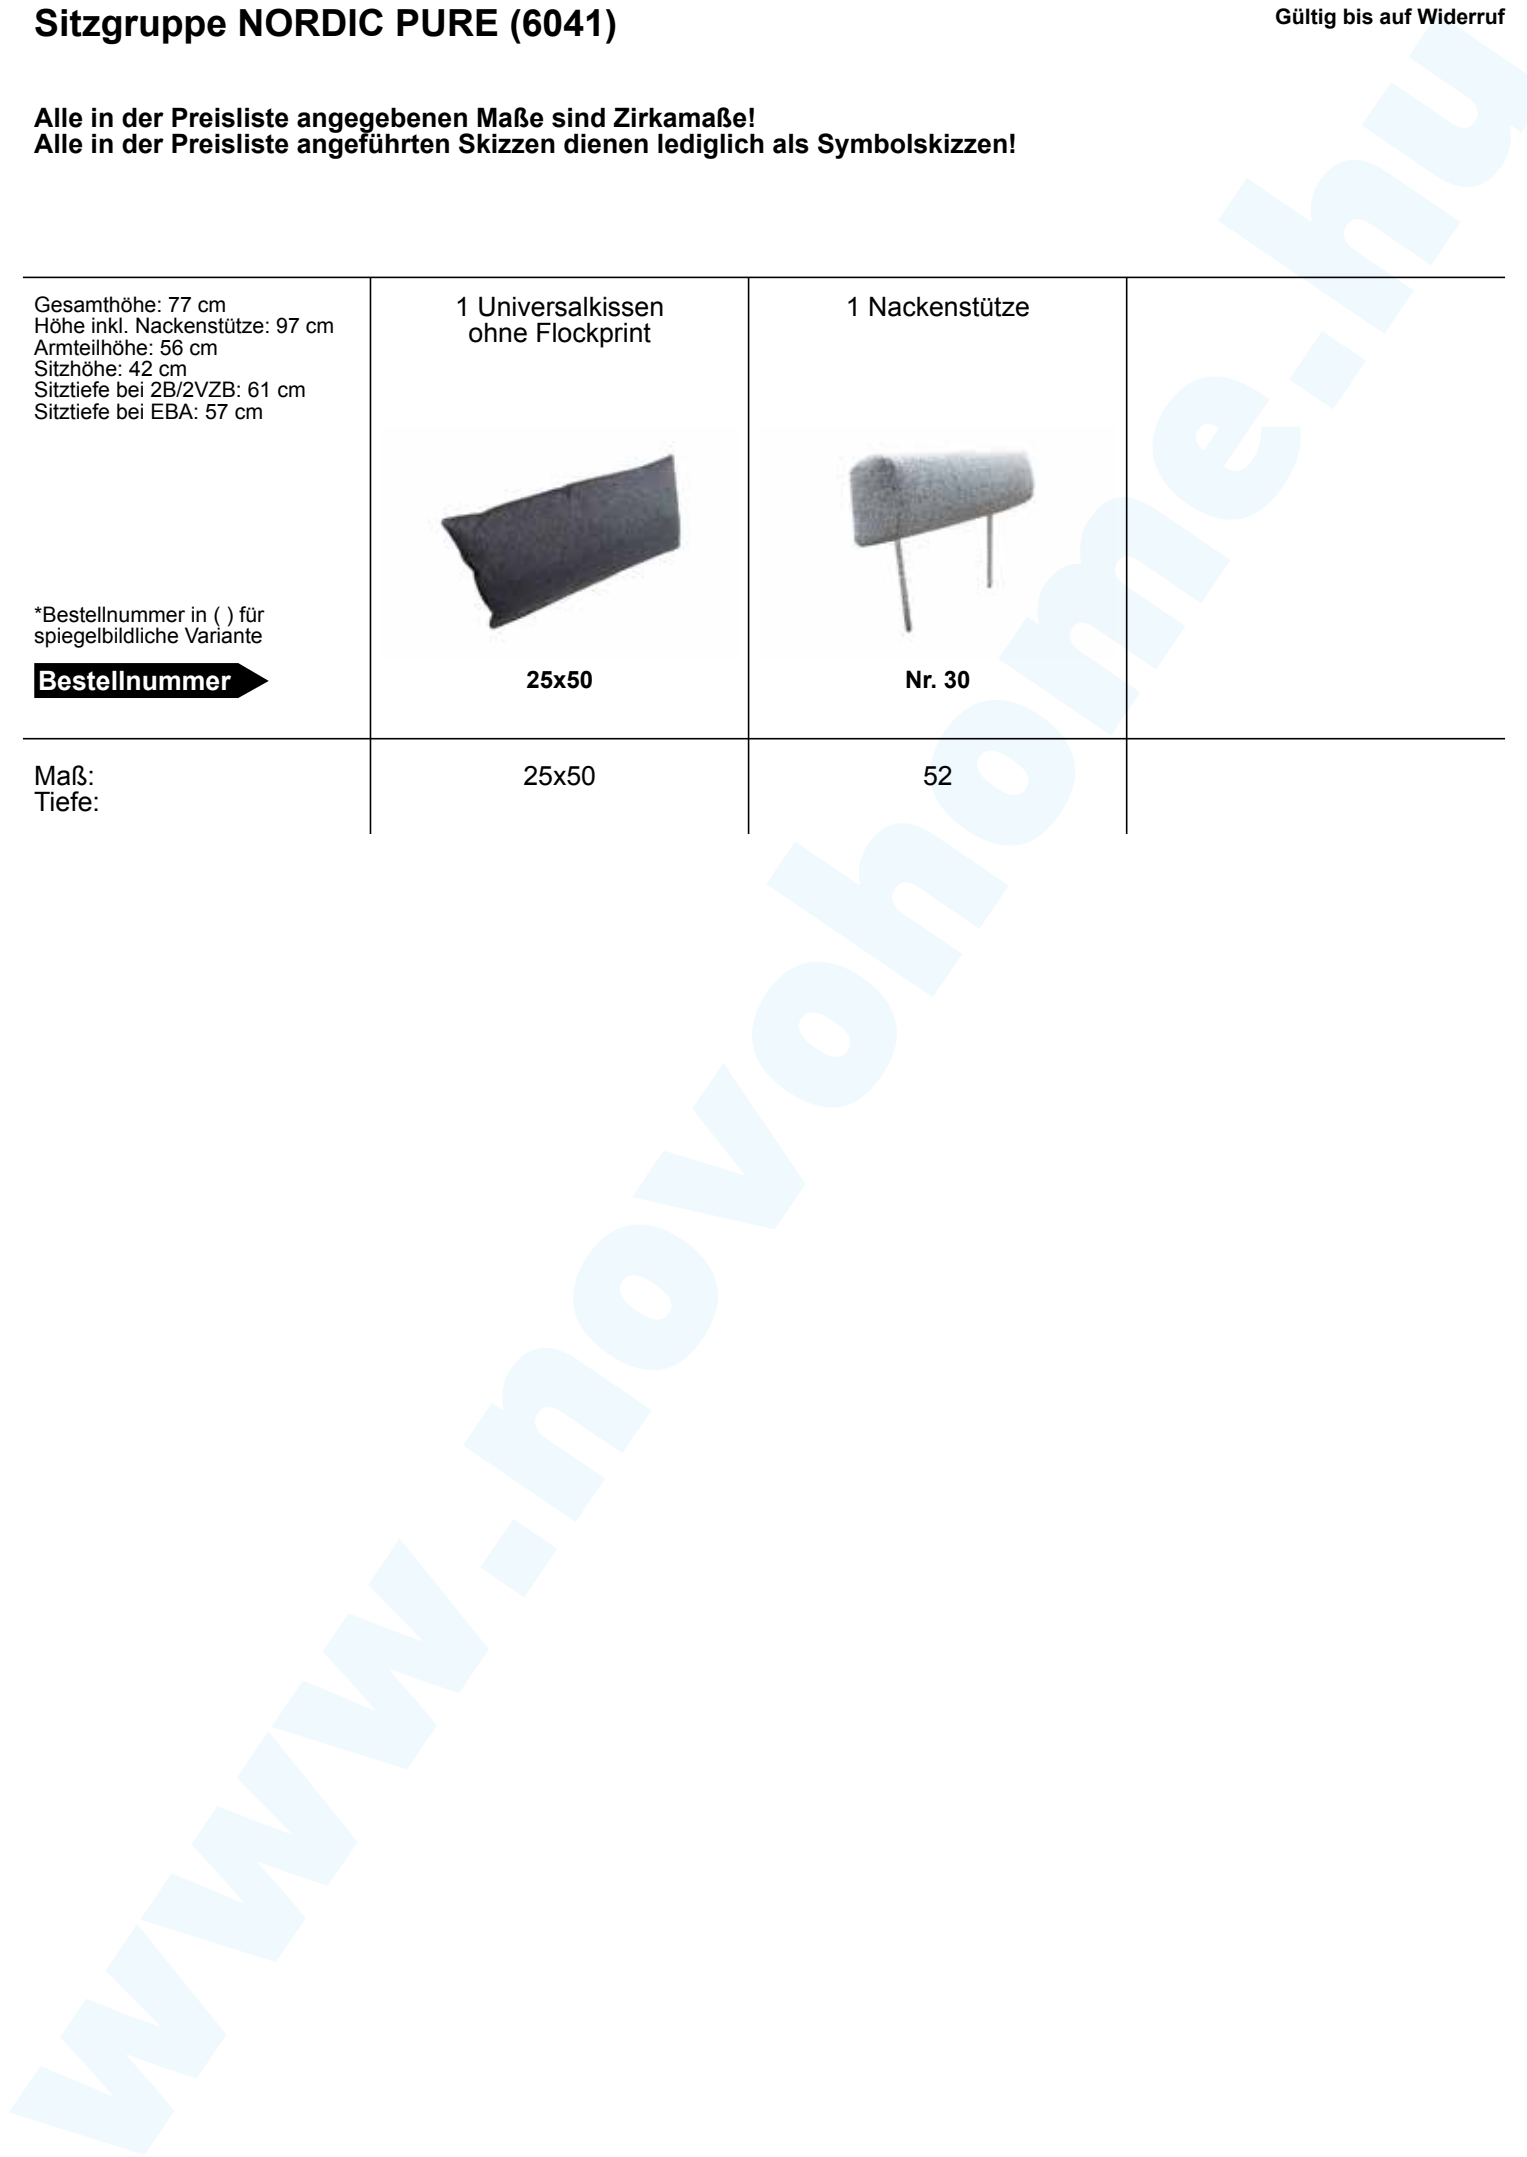 Sitzgruppe NORDIC PURE (6041)
Gültig bis auf Widerruf
Alle in der Preisliste angegebenen Maße sind Zirkamaße!
Alle in der Preisliste angeführten Skizzen dienen lediglich als Symbolskizzen!
Gesamthöhe: 77 cm
Höhe inkl. Nackenstütze: 97 cm
Armteilhöhe: 56 cm
Sitzhöhe: 42 cm
Sitztiefe bei 2B/2VZB: 61 cm
Sitztiefe bei EBA: 57 cm
*Bestellnummer in ( ) für
spiegelbildliche Variante
Bestellnummer
1 Universalkissen
ohne Flockprint
25x50
1 Nackenstütze
Nr. 30
Maß:
Tiefe:
25x50
52
www.novohome.hu